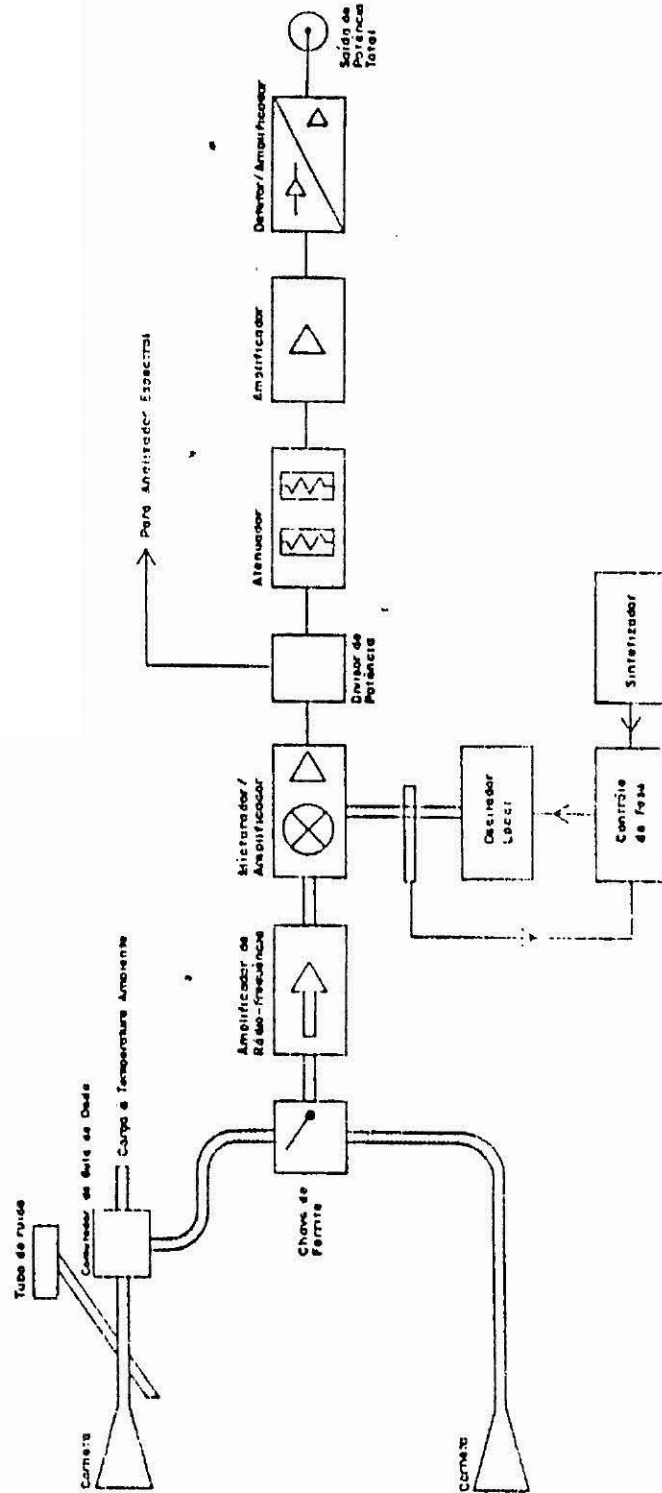 Corneta
Tubo de ruído
Comutador de Guia de Onda
Carga a Temperatura Ambiente
Corneta
Chave de
Ferrite
Amplificador de
Rádio-frequência
Misturador/
Amplificador
Oscilador
Local
Contrôle
de Fase
Sintetizador
Divisor de
Potência
Para Analizador Espectral
Atenuador
Amplificador
Detetor/Amplificador
Saída de
Potência
Total